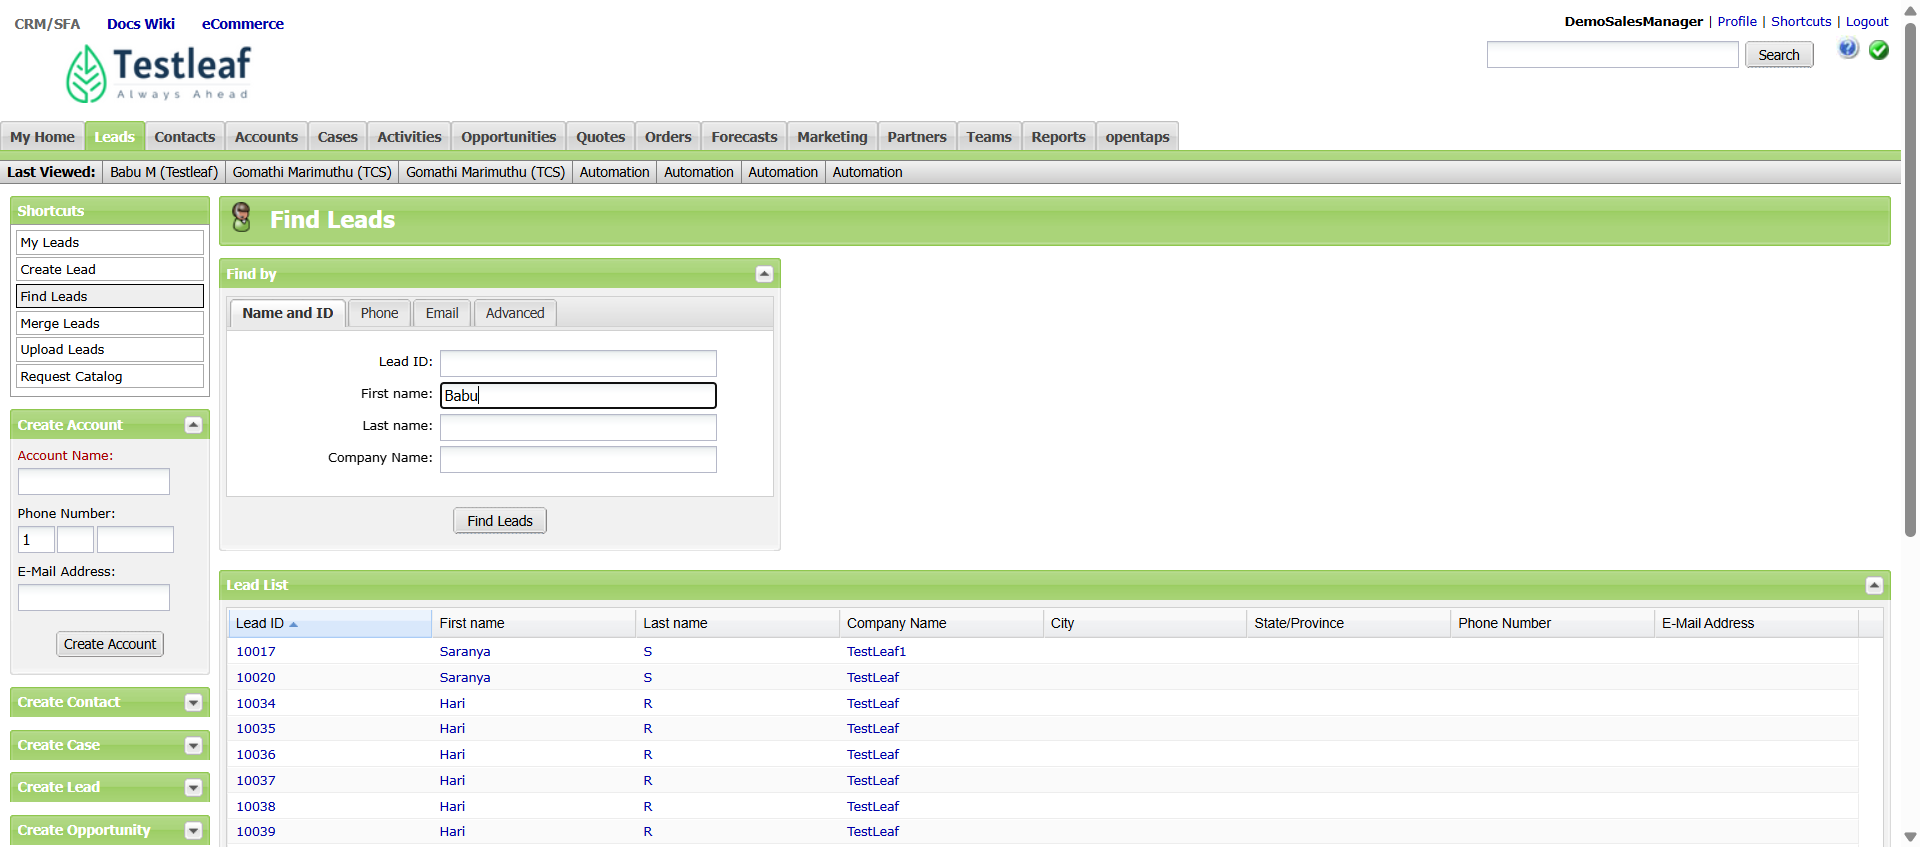 CRM/SFA Docs Wiki eCommerce
DemoSalesManager | Profile | Shortcuts | Logout
Testleaf
Always Ahead
Search
My Home Leads Contacts Accounts Cases Activities Opportunities Quotes Orders Forecasts Marketing Partners Teams Reports opentaps
Last Viewed: Babu M (Testleaf) Gomathi Marimuthu (TCS) Gomathi Marimuthu (TCS) Automation Automation Automation Automation
Shortcuts
My Leads
Create Lead
Find Leads
Merge Leads
Upload Leads
Request Catalog
Create Account
Account Name:
Phone Number:
1
E-Mail Address:
Create Account
Create Contact
Create Case
Create Lead
Create Opportunity
Find Leads
Find by
Name and ID Phone Email Advanced
Lead ID:
First name: Babu
Last name:
Company Name:
Find Leads
Lead List
Lead ID First name Last name Company Name City State/Province Phone Number E-Mail Address
10017 Saranya S TestLeaf1
10020 Saranya S TestLeaf
10034 Hari R TestLeaf
10035 Hari R TestLeaf
10036 Hari R TestLeaf
10037 Hari R TestLeaf
10038 Hari R TestLeaf
10039 Hari R TestLeaf